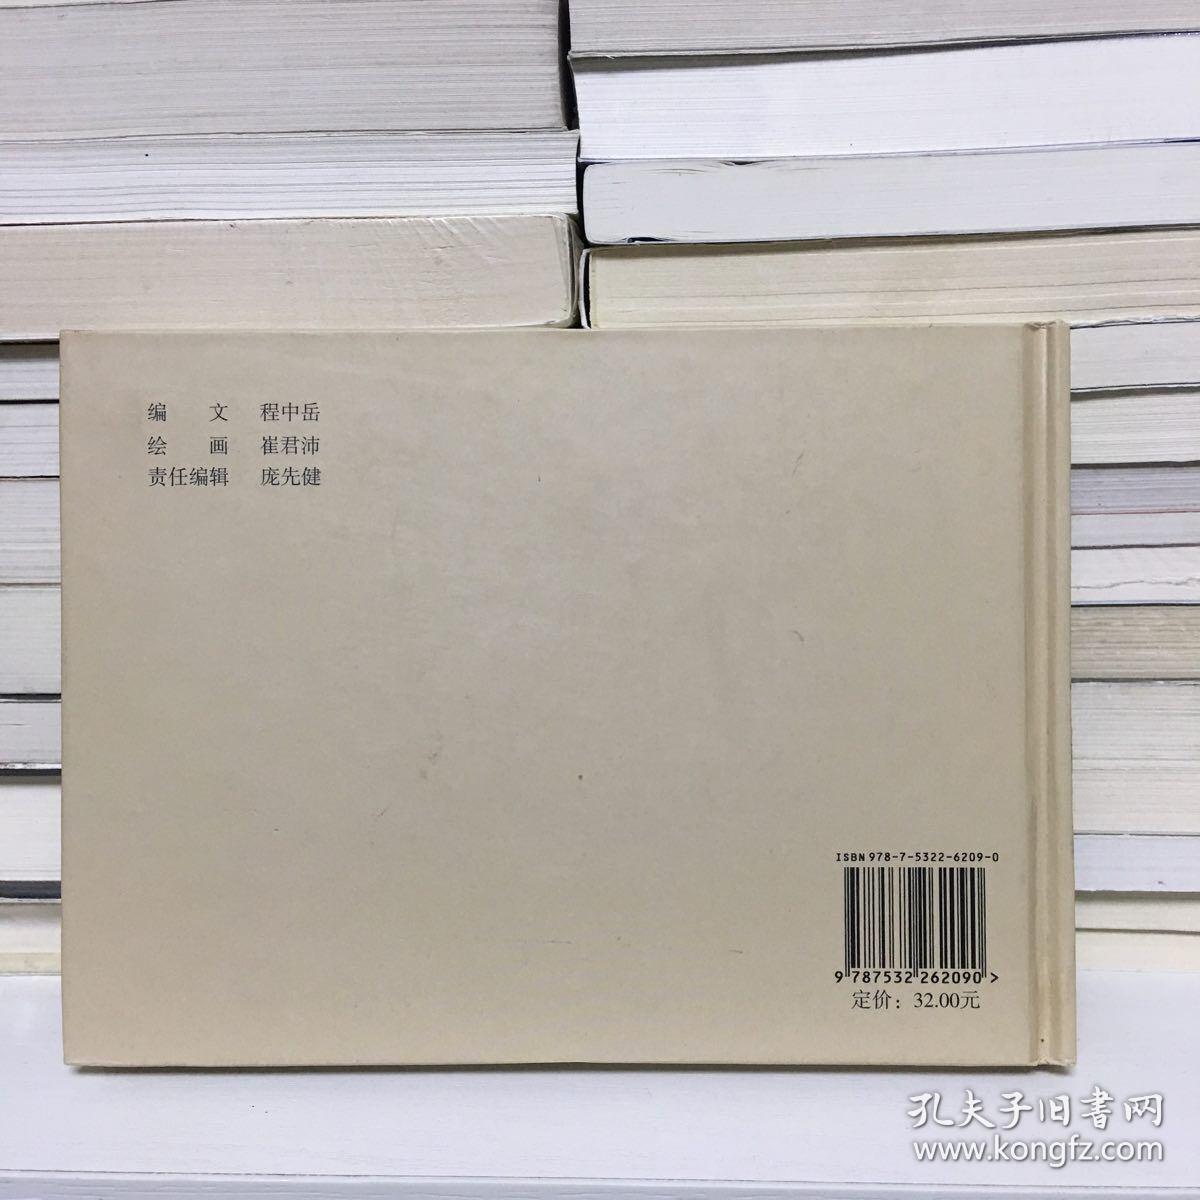 编 文 程中岳
绘 画 崔君沛
责任编辑 庞先健
ISBN 978-7-5322-6209-0
9 787532 262090 >
定价：32.00元
孔夫子旧書网
www.kongfz.com